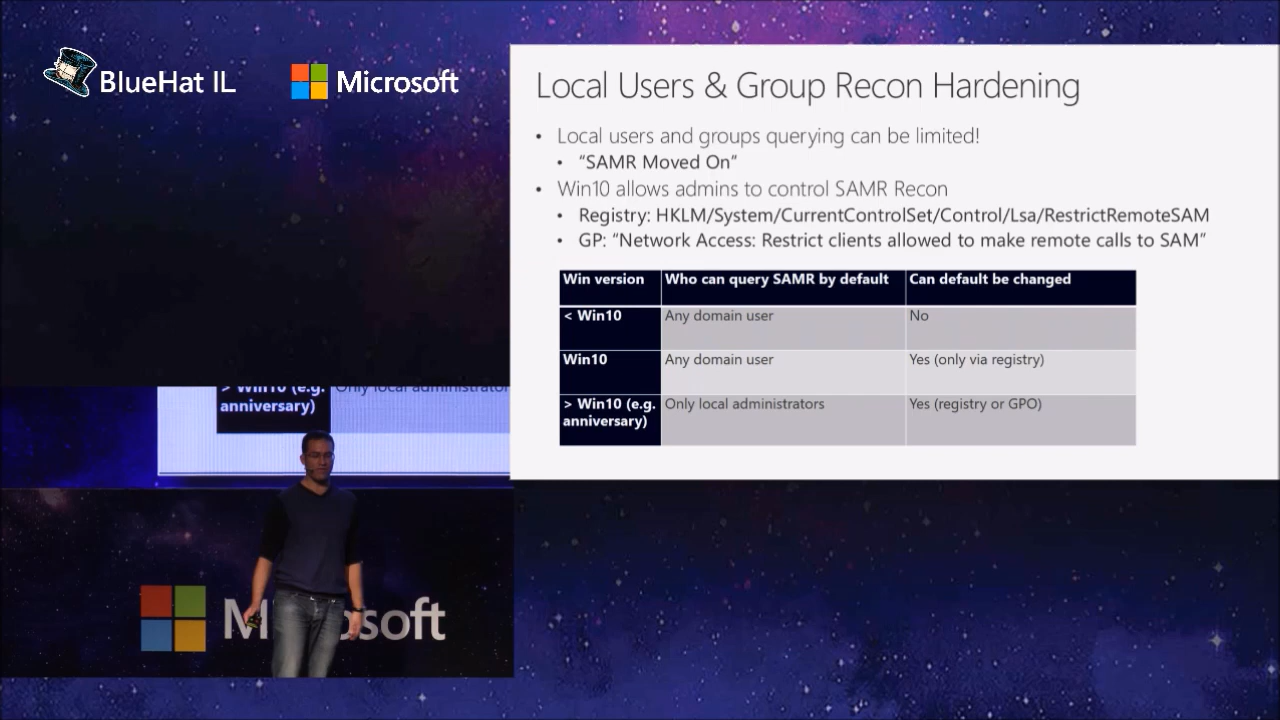 BlueHat IL
Microsoft
Local Users & Group Recon Hardening
• Local users and groups querying can be limited!
• “SAMR Moved On”
• Win10 allows admins to control SAMR Recon
• Registry: HKLM/System/CurrentControlSet/Control/Lsa/RestrictRemoteSAM
• GP: “Network Access: Restrict clients allowed to make remote calls to SAM”
Win version Who can query SAMR by default Can default be changed
< Win10 Any domain user No
Win10 Any domain user Yes (only via registry)
> Win10 (e.g. Only local administrators Yes (registry or GPO)
anniversary)
> Win10 (e.g. Only local administrator
anniversary)
M soft